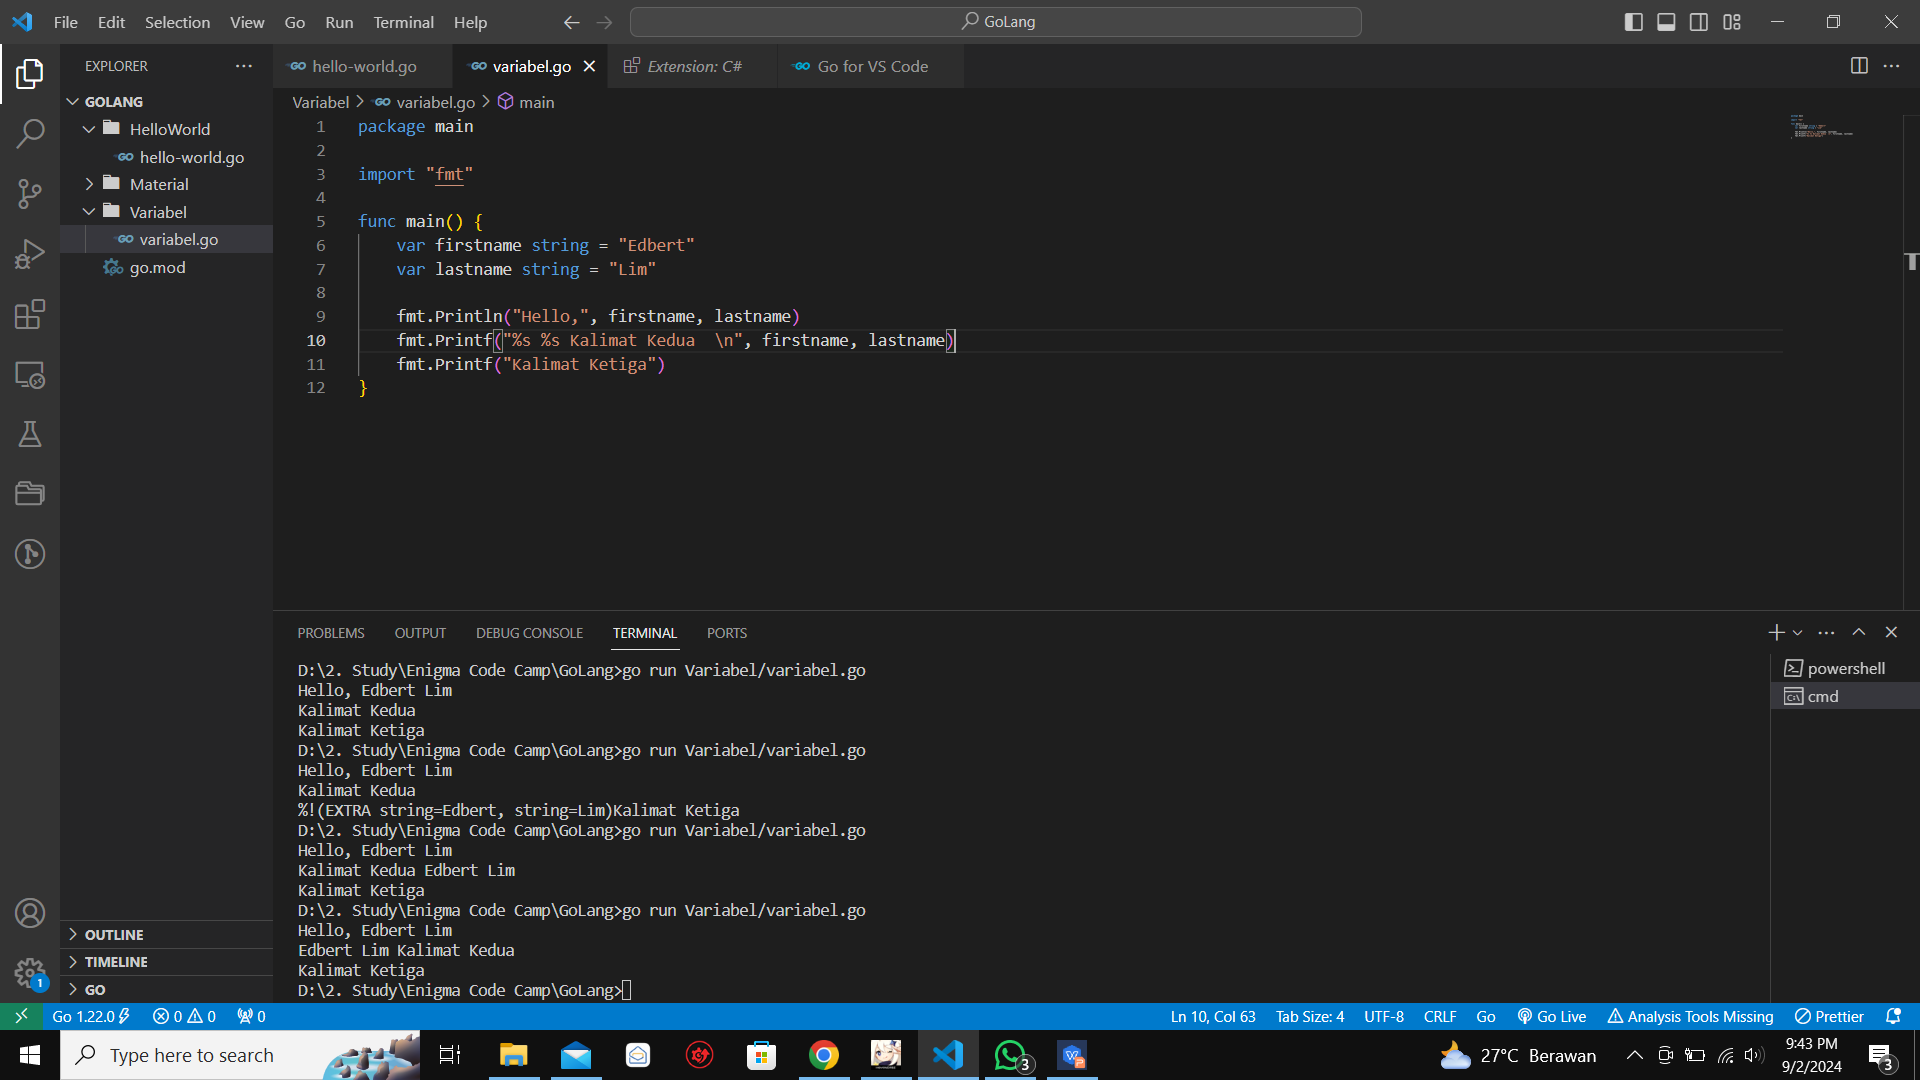 File Edit Selection View Go Run Terminal Help
GoLang
EXPLORER
GOLANG
HelloWorld
hello-world.go
Material
Variabel
variabel.go
go.mod
OUTLINE
TIMELINE
GO
hello-world.go
variabel.go
Extension: C#
Go for VS Code
Variabel > variabel.go > main
1 package main
2
3 import "fmt"
4
5 func main() {
6 var firstname string = "Edbert"
7 var lastname string = "Lim"
8
9 fmt.Println("Hello,", firstname, lastname)
10 fmt.Printf("%s %s Kalimat Kedua  \n", firstname, lastname)
11 fmt.Printf("Kalimat Ketiga")
12 }
PROBLEMS OUTPUT DEBUG CONSOLE TERMINAL PORTS
D:\2. Study\Enigma Code Camp\GoLang>go run Variabel/variabel.go
Hello, Edbert Lim
Kalimat Kedua
Kalimat Ketiga
D:\2. Study\Enigma Code Camp\GoLang>go run Variabel/variabel.go
Hello, Edbert Lim
Kalimat Kedua
%!(EXTRA string=Edbert, string=Lim)Kalimat Ketiga
D:\2. Study\Enigma Code Camp\GoLang>go run Variabel/variabel.go
Hello, Edbert Lim
Kalimat Kedua Edbert Lim
Kalimat Ketiga
D:\2. Study\Enigma Code Camp\GoLang>go run Variabel/variabel.go
Hello, Edbert Lim
Edbert Lim Kalimat Kedua
Kalimat Ketiga
D:\2. Study\Enigma Code Camp\GoLang>
powershell
cmd
1
Go 1.22.0 0 0 0 Ln 10, Col 63 Tab Size: 4 UTF-8 CRLF Go Go Live Analysis Tools Missing Prettier
Type here to search
3
27°C Berawan
9:43 PM
9/2/2024
3